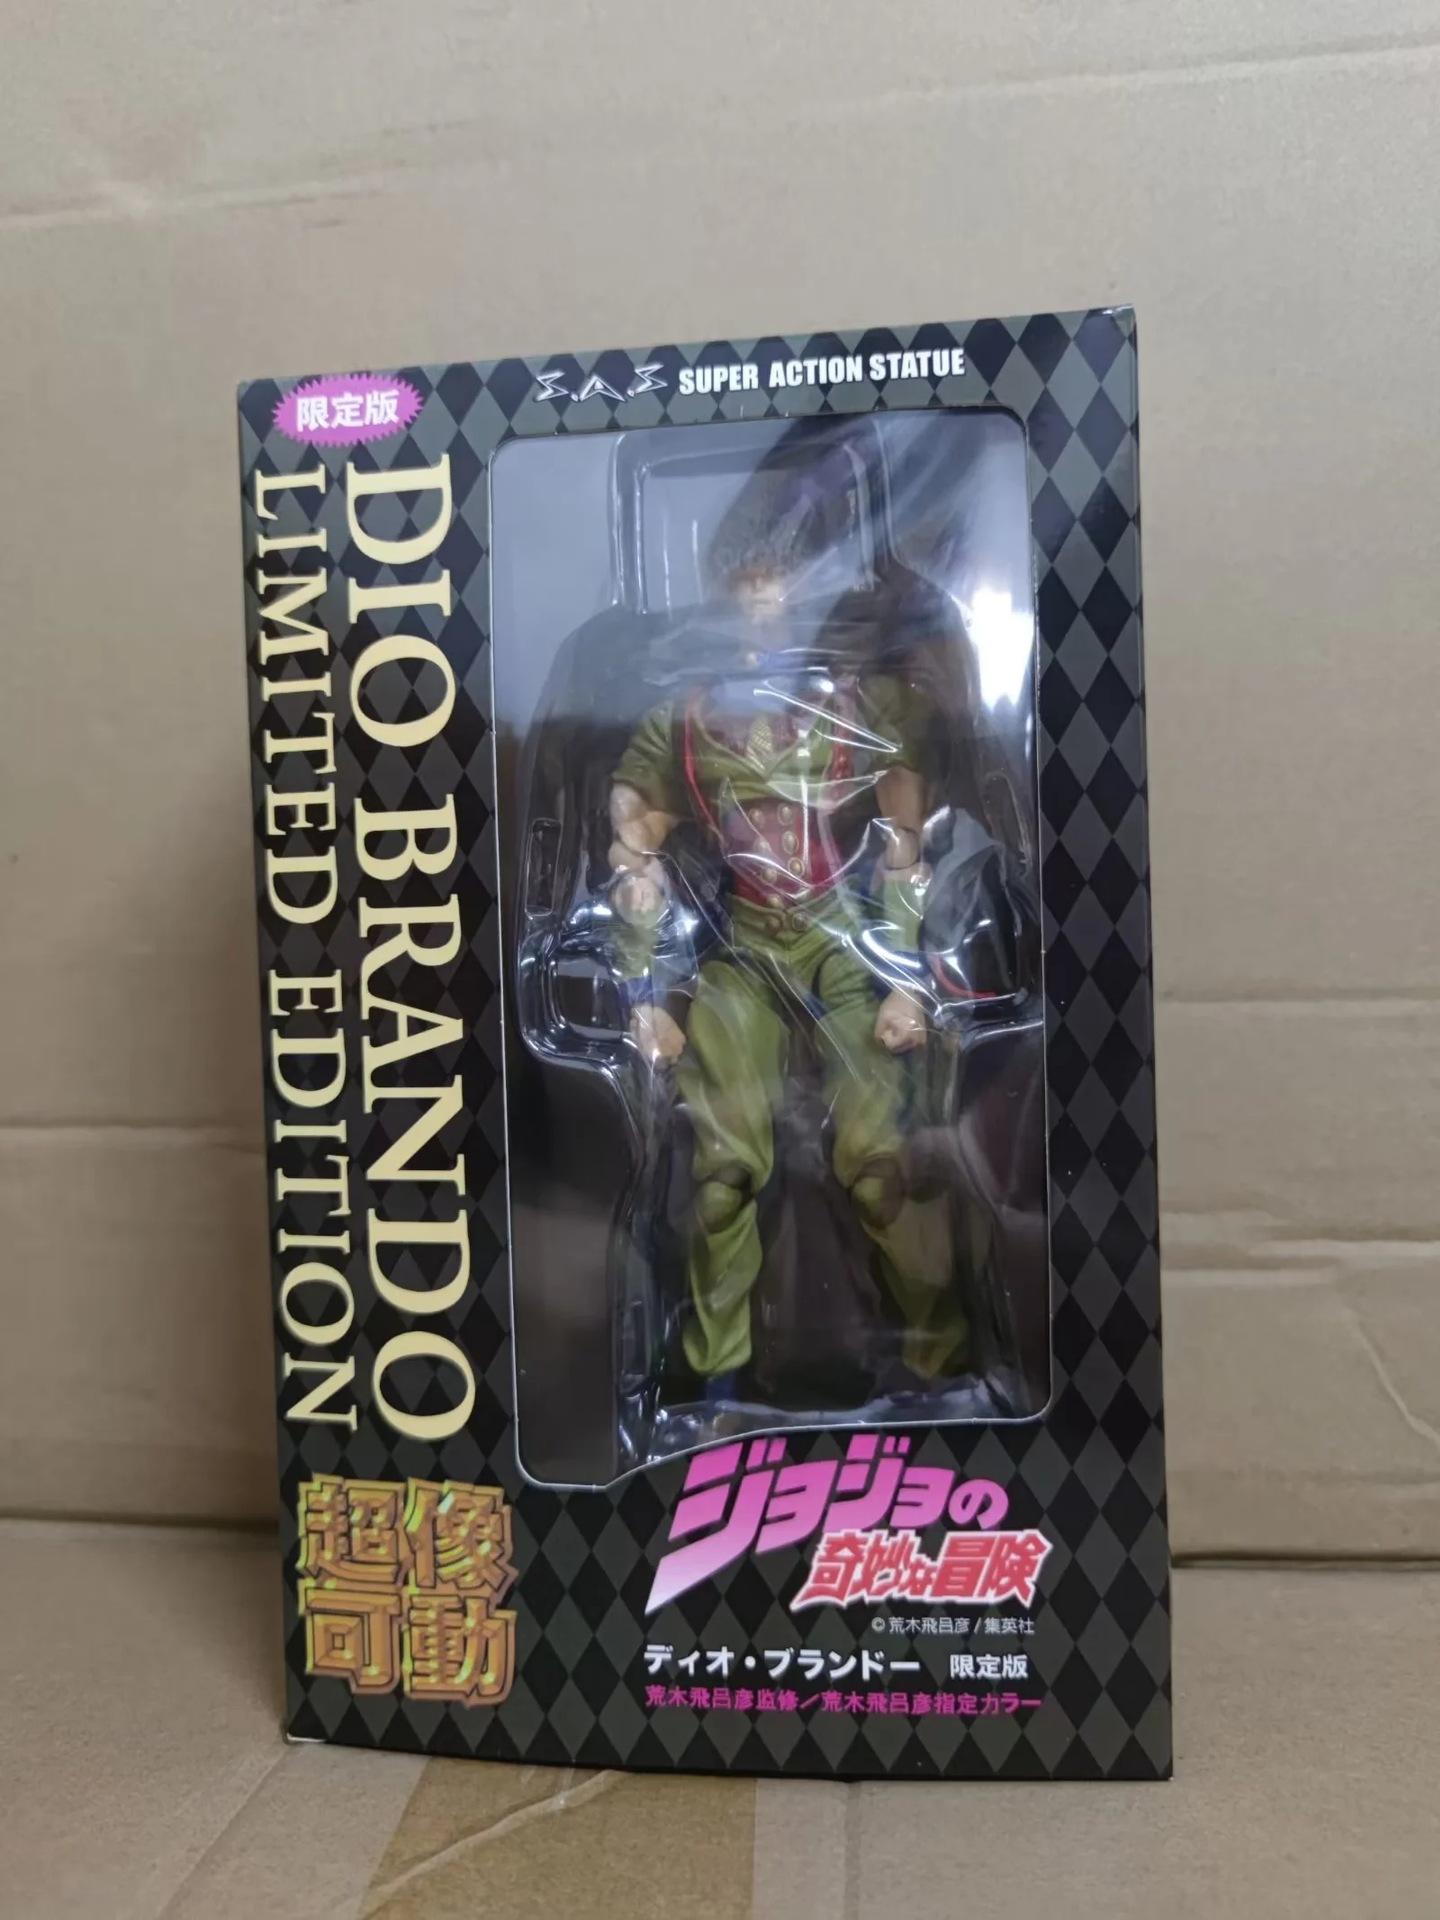 S.A.S SUPER ACTION STATUE
限定版
DIO BRANDO
LIMITED EDITION
超像
可動
ジョジョの
奇妙な冒険
©荒木飛呂彦/集英社
ディオ・ブランドー 限定版
荒木飛呂彦監修／荒木飛呂彦指定カラー